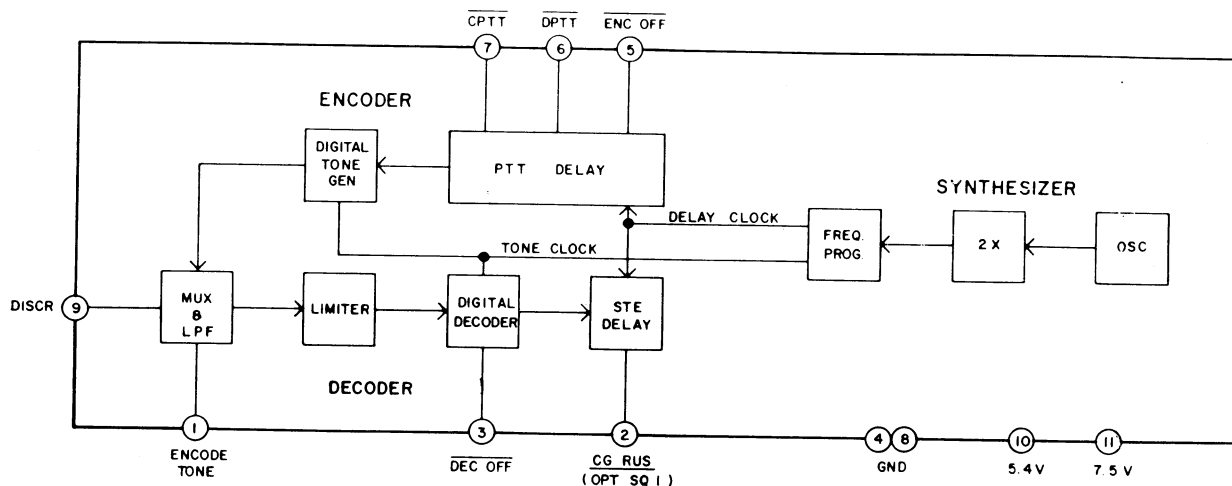 CPTT DPTT ENC OFF
7 6 5
ENCODER
DIGITAL
TONE
GEN
PTT DELAY
SYNTHESIZER
DELAY CLOCK
TONE CLOCK
FREQ.
PROG.
2X
OSC
DISCR
9
MUX
&
LPF
LIMITER
DIGITAL
DECODER
STE
DELAY
DECODER
1 3 2 4 8 10 11
ENCODE
TONE
DEC OFF
CG RUS
(OPT SQ 1)
GND
5.4V
7.5V